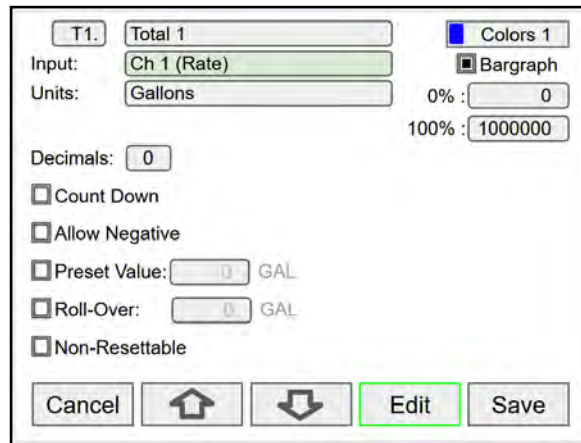 T1. Total 1 Colors 1
Input: Ch 1 (Rate) Bargraph
Units: Gallons 0% : 0
100% : 1000000
Decimals: 0
Count Down
Allow Negative
Preset Value: 0 GAL
Roll-Over: 0 GAL
Non-Resettable
Cancel Edit Save